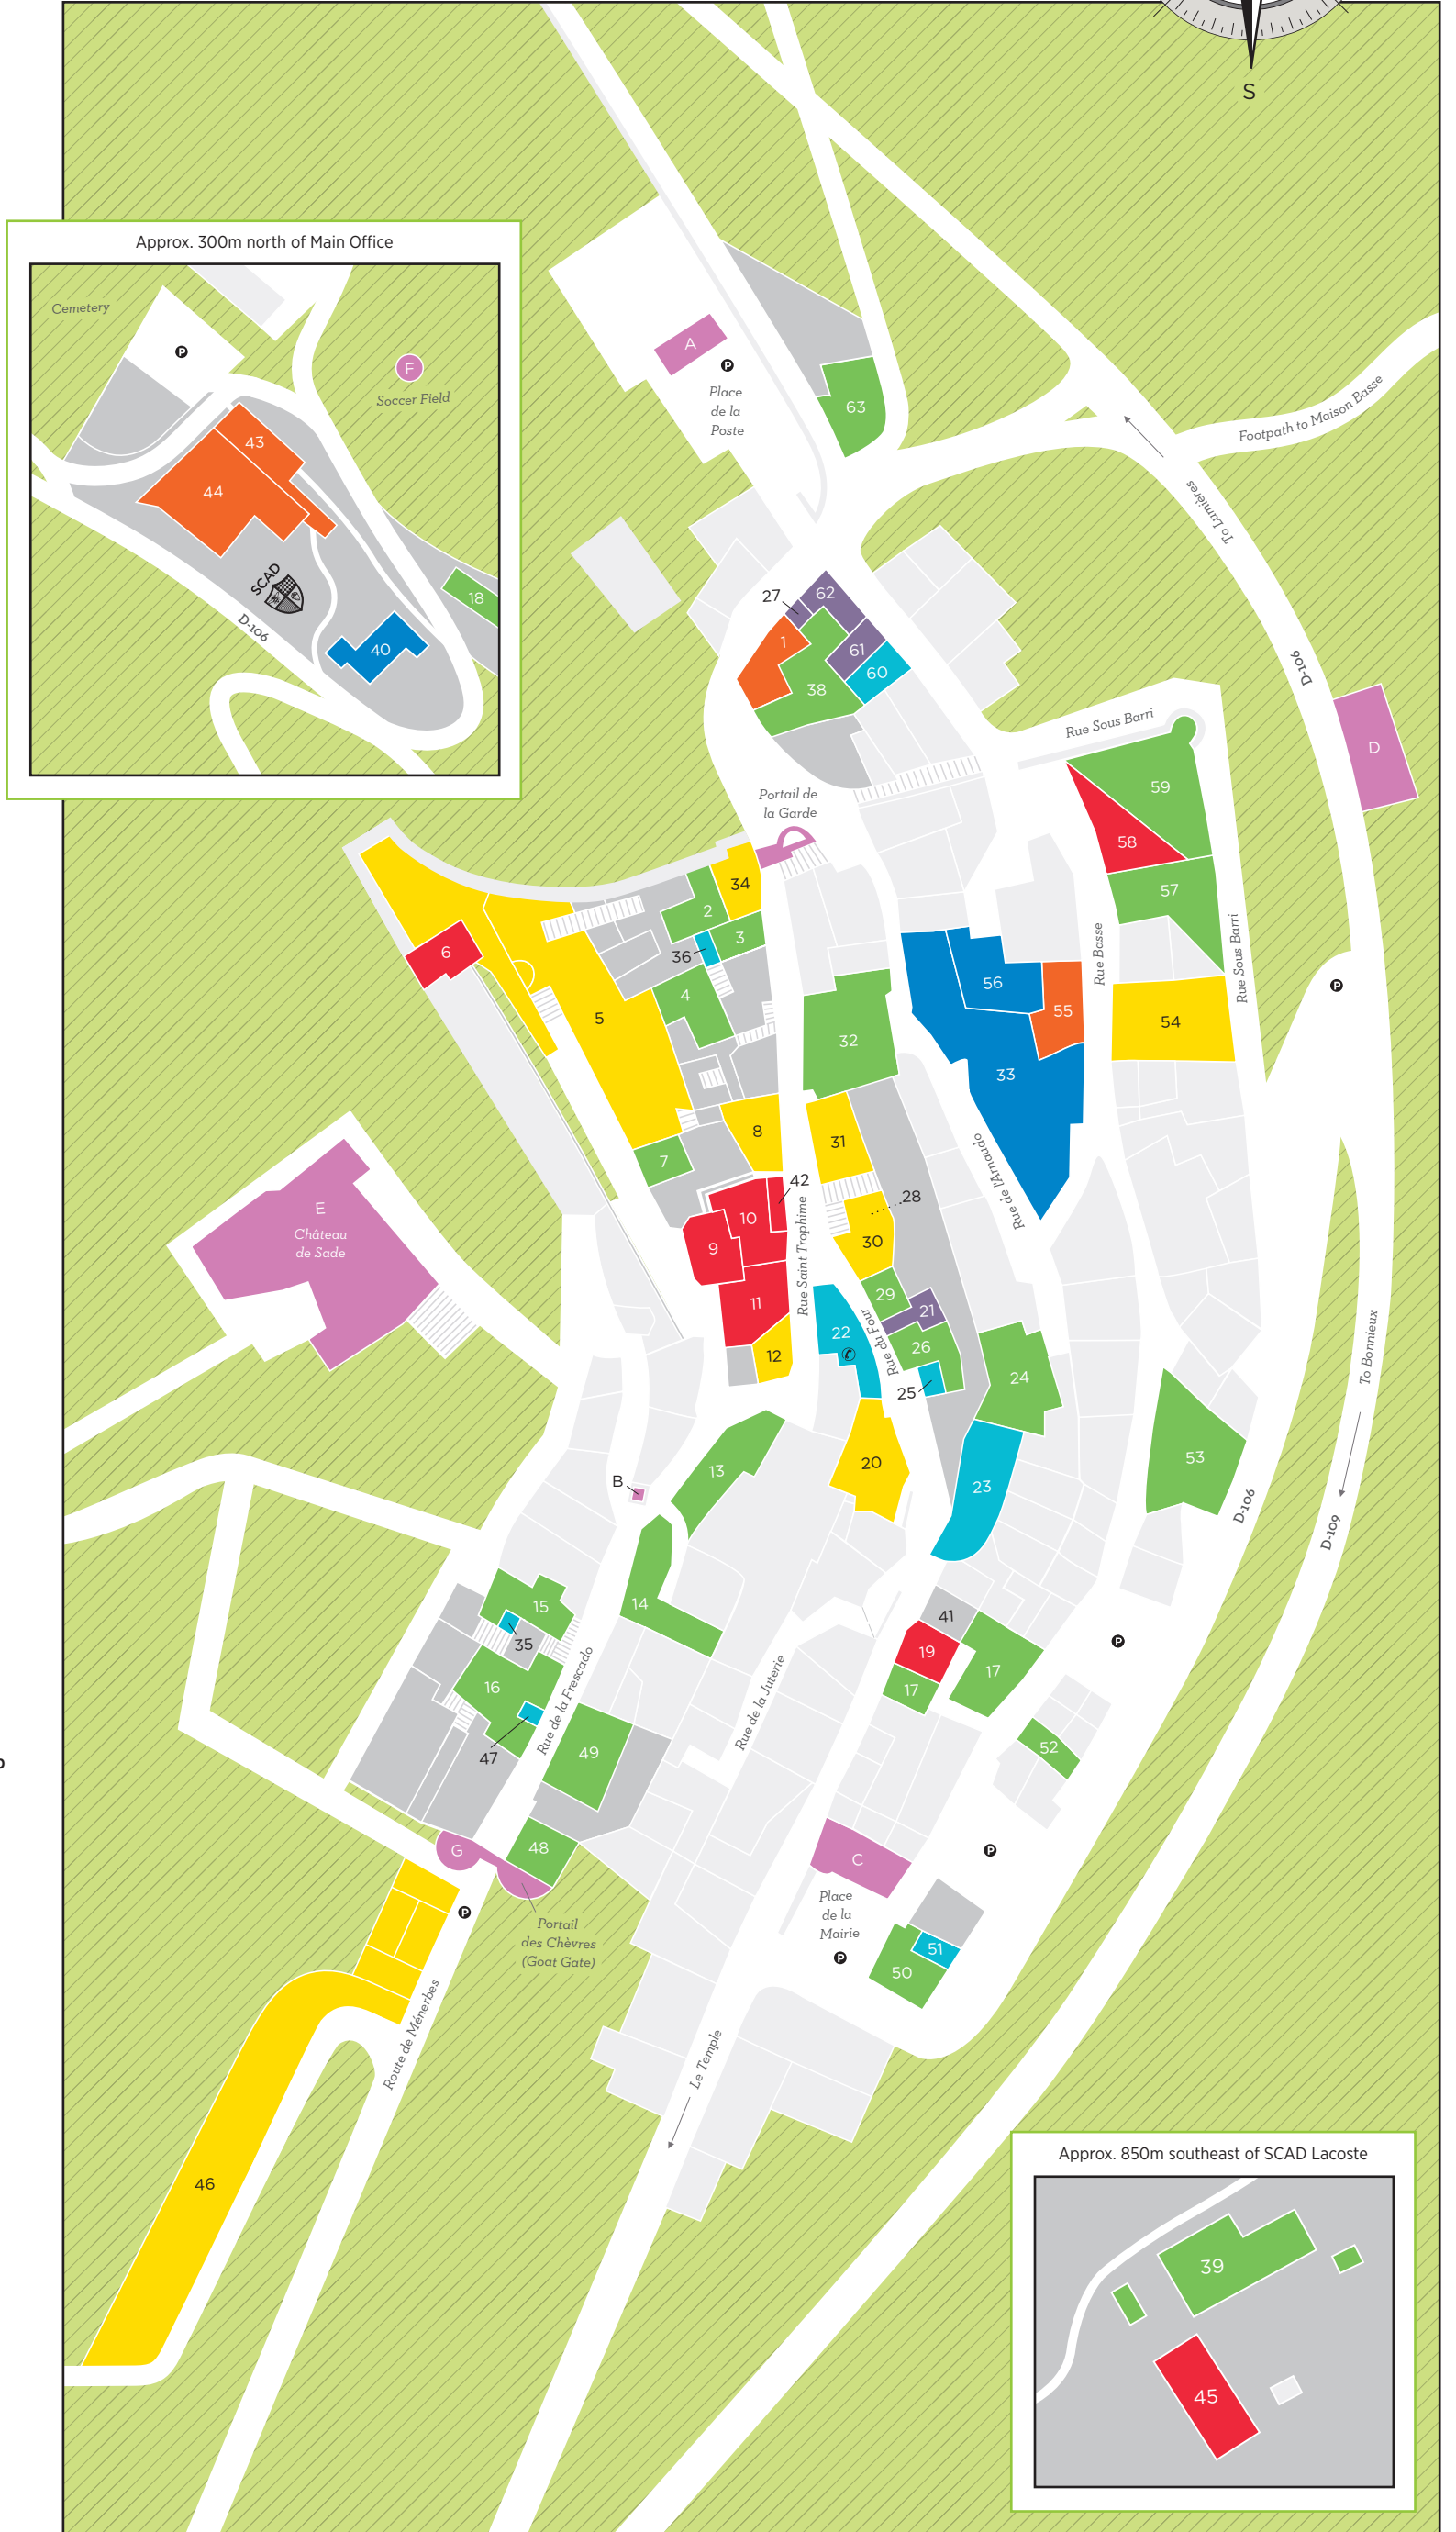 S
Approx. 300m north of Main Office
Cemetery
P
F
Soccer Field
43
44
SCAD
18
D-106
40
A
P
Place
de la
Poste
63
Footpath to Maison Basse
To Lumières
D-106
27
62
1
61
60
38
D
Rue Sous Barri
59
58
57
Portail de
la Garde
34
2
3
36
6
4
5
32
56
55
33
Rue Basse
Rue Sous Barri
54
P
8
31
7
42
28
10
9
30
11
Rue Saint Trophime
Rue de l'Arnaudo
E
Château
de Sade
29
21
22
✆
Rue du Four
26
25
12
24
To Bonnieux
20
23
53
D-106
D-109
13
B
14
15
35
16
47
Rue de la Frescado
49
48
Rue de la Juterie
41
19
17
17
P
52
P
G
P
Portail
des Chèvres
(Goat Gate)
C
Place
de la
Mairie
P
51
50
Route de Ménerbes
Le Temple
46
Approx. 850m southeast of SCAD Lacoste
39
45